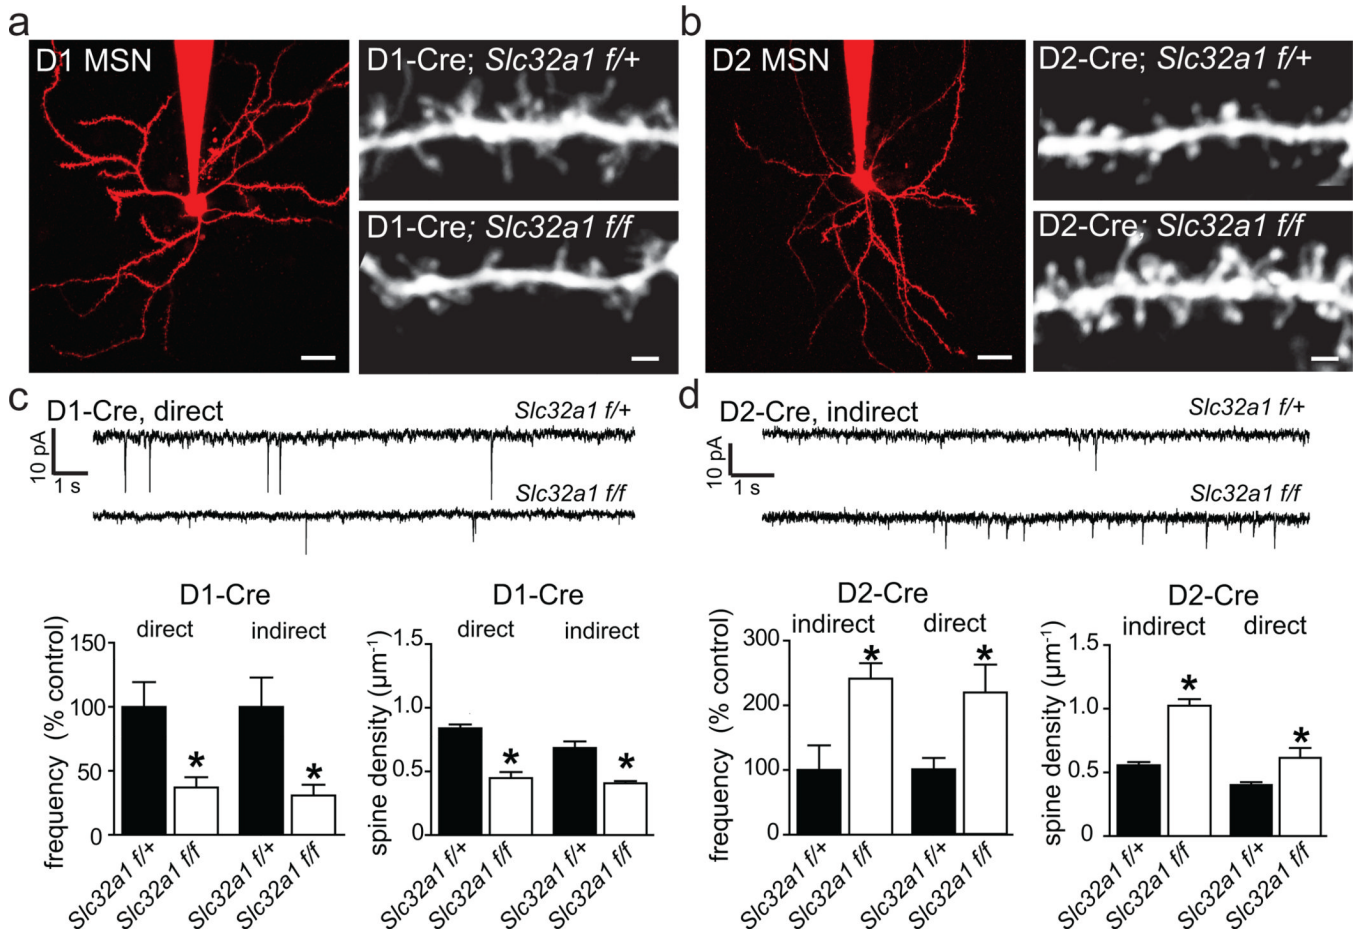 a
D1 MSN
D1-Cre; Slc32a1 f/+
D1-Cre; Slc32a1 f/f
b
D2 MSN
D2-Cre; Slc32a1 f/+
D2-Cre; Slc32a1 f/f
c
D1-Cre, direct
Slc32a1 f/+
10 pA
1 s
Slc32a1 f/f
d
D2-Cre, indirect
Slc32a1 f/+
10 pA
1 s
Slc32a1 f/f
D1-Cre
direct
indirect
frequency (% control)
150
100
50
0
Slc32a1 f/+
Slc32a1 f/f
Slc32a1 f/+
Slc32a1 f/f
*
*
D1-Cre
direct
indirect
spine density (µm⁻¹)
1.5
1.0
0.5
0
Slc32a1 f/+
Slc32a1 f/f
Slc32a1 f/+
Slc32a1 f/f
*
*
D2-Cre
indirect
direct
frequency (% control)
300
200
100
0
Slc32a1 f/+
Slc32a1 f/f
Slc32a1 f/+
Slc32a1 f/f
*
*
D2-Cre
indirect
direct
spine density (µm⁻¹)
1.5
1.0
0.5
0
Slc32a1 f/+
Slc32a1 f/f
Slc32a1 f/+
Slc32a1 f/f
*
*